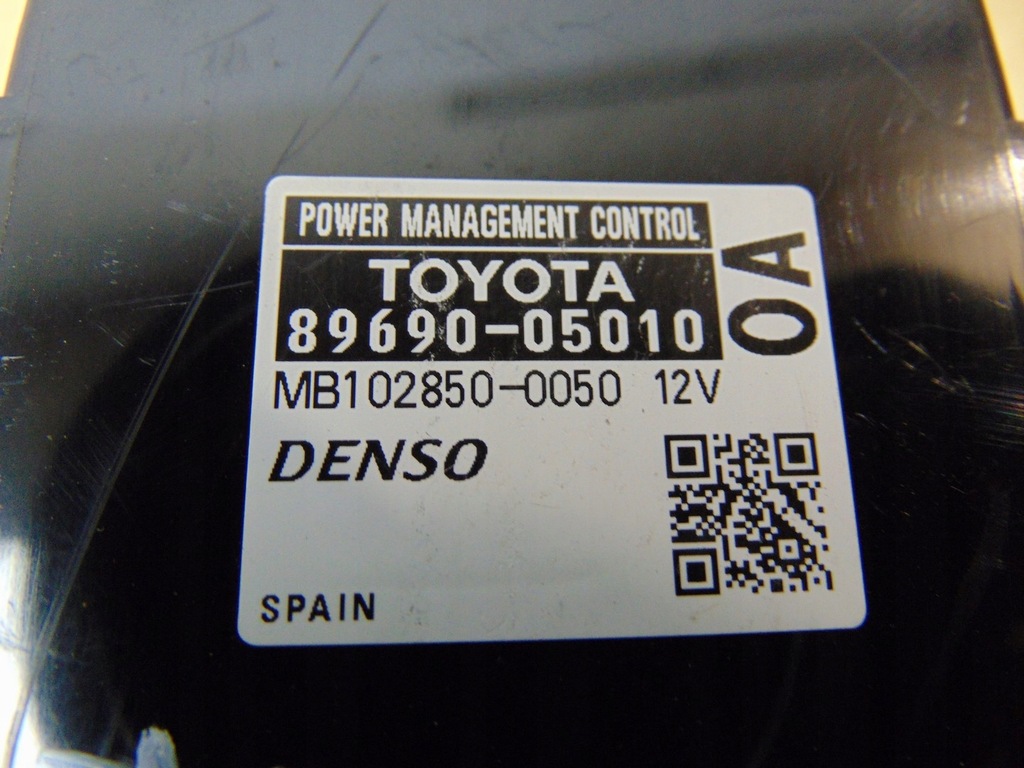 POWER MANAGEMENT CONTROL
TOYOTA
89690-05010
0A
MB102850-0050 12V
DENSO
SPAIN